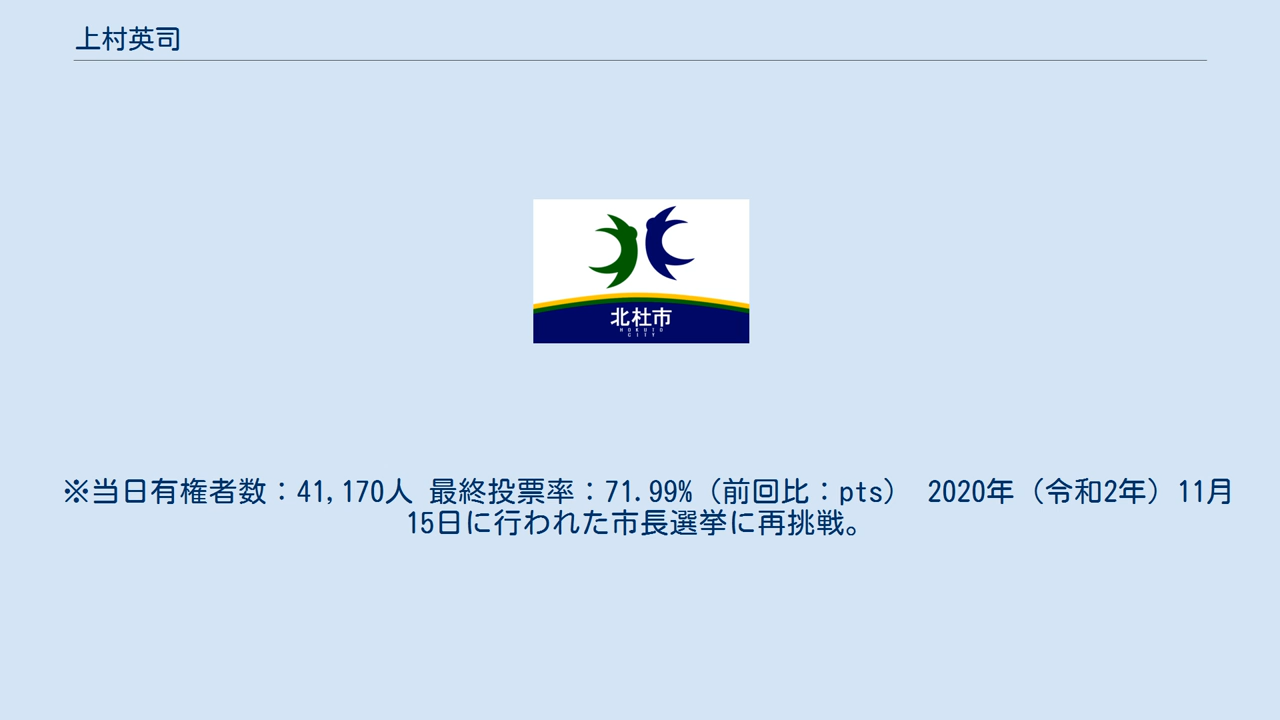 上村英司
北杜市
HOKUTO
CITY
※当日有権者数：41,170人 最終投票率：71.99%（前回比：pts） 2020年（令和2年）11月
15日に行われた市長選挙に再挑戦。